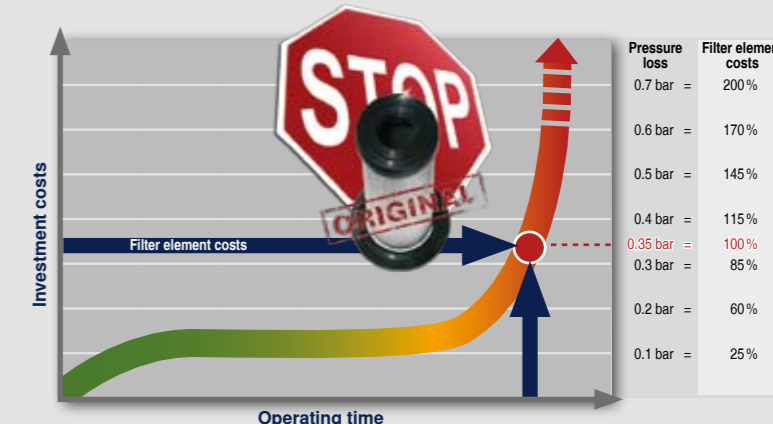 STOP
ORIGINAL
Investment costs
Filter element costs
Operating time
Pressure loss
Filter element costs
0.7 bar = 200%
0.6 bar = 170%
0.5 bar = 145%
0.4 bar = 115%
0.35 bar = 100%
0.3 bar = 85%
0.2 bar = 60%
0.1 bar = 25%